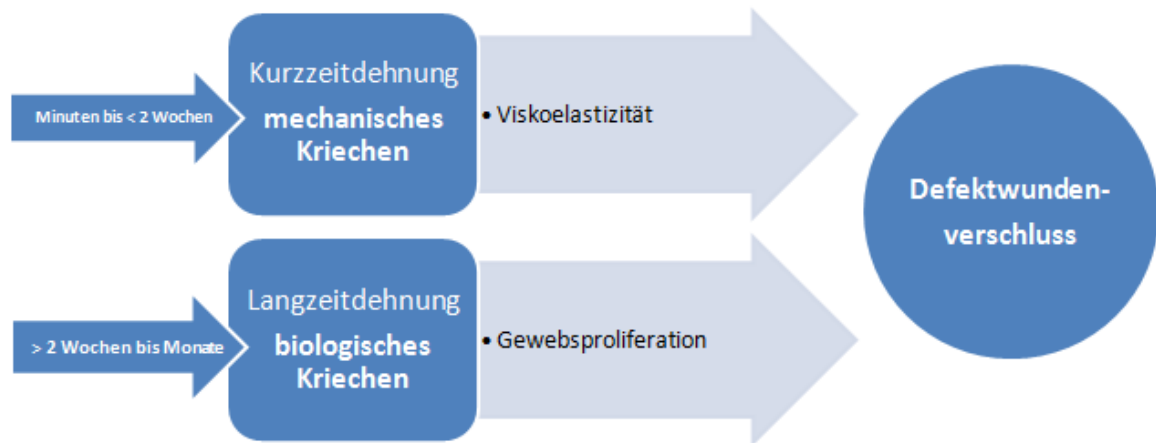 Minuten bis < 2 Wochen
Kurzzeitdehnung
mechanisches
Kriechen
• Viskoelastizität
Defektwunden-
verschluss
> 2 Wochen bis Monate
Langzeitdehnung
biologisches
Kriechen
• Gewebsproliferation